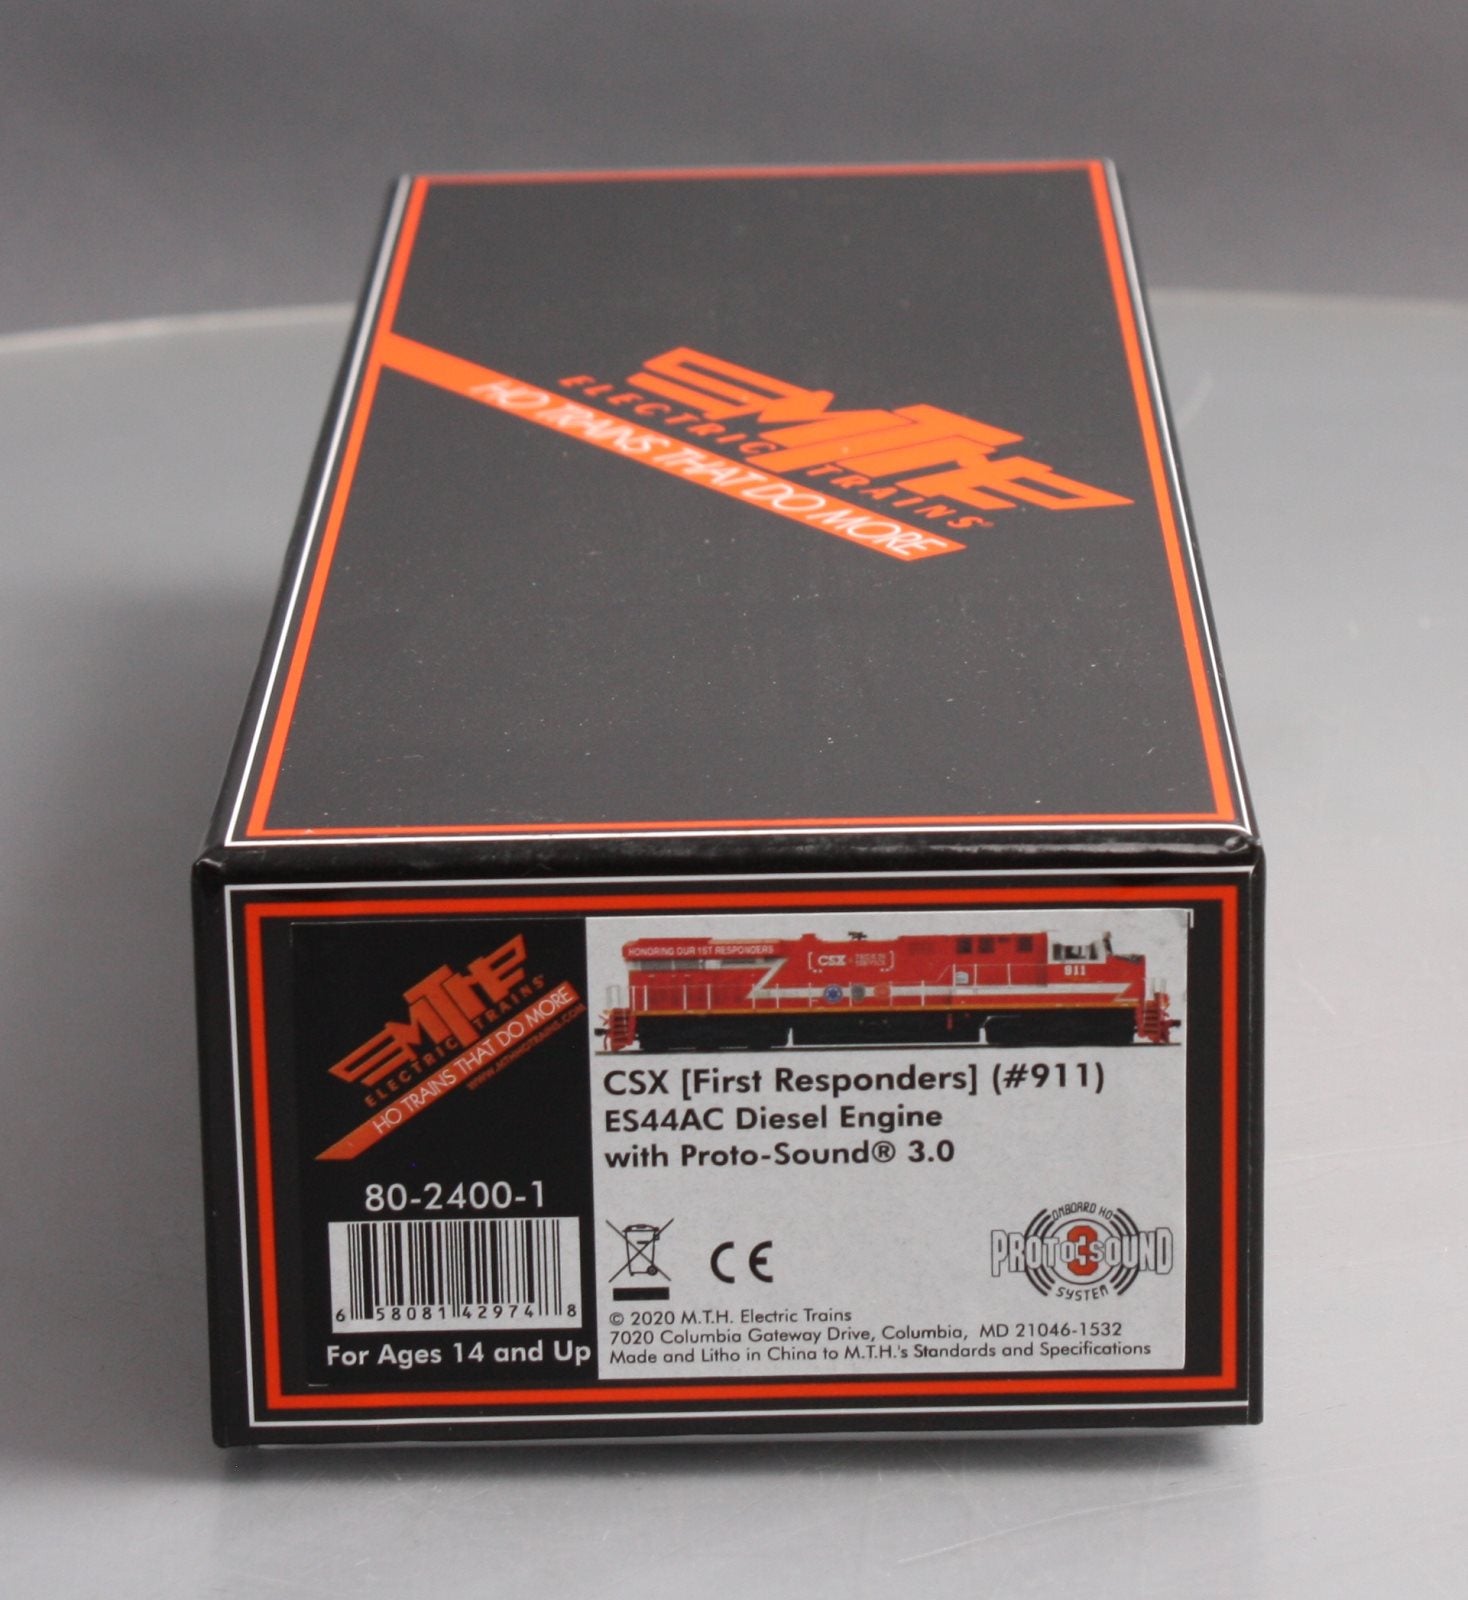 MTH
ELECTRIC TRAINS®
HO TRAINS THAT DO MORE
MTH
ELECTRIC TRAINS®
HO TRAINS THAT DO MORE
WWW.MTHHOTRAINS.COM
80-2400-1
6 58081 42974 8
For Ages 14 and Up
HONORING OUR 1ST RESPONDERS
CSX
911
CSX [First Responders] (#911)
ES44AC Diesel Engine
with Proto-Sound® 3.0
CE
ONBOARD HO
PROTO 3 SOUND
SYSTEM
© 2020 M.T.H. Electric Trains
7020 Columbia Gateway Drive, Columbia, MD 21046-1532
Made and Litho in China to M.T.H.'s Standards and Specifications